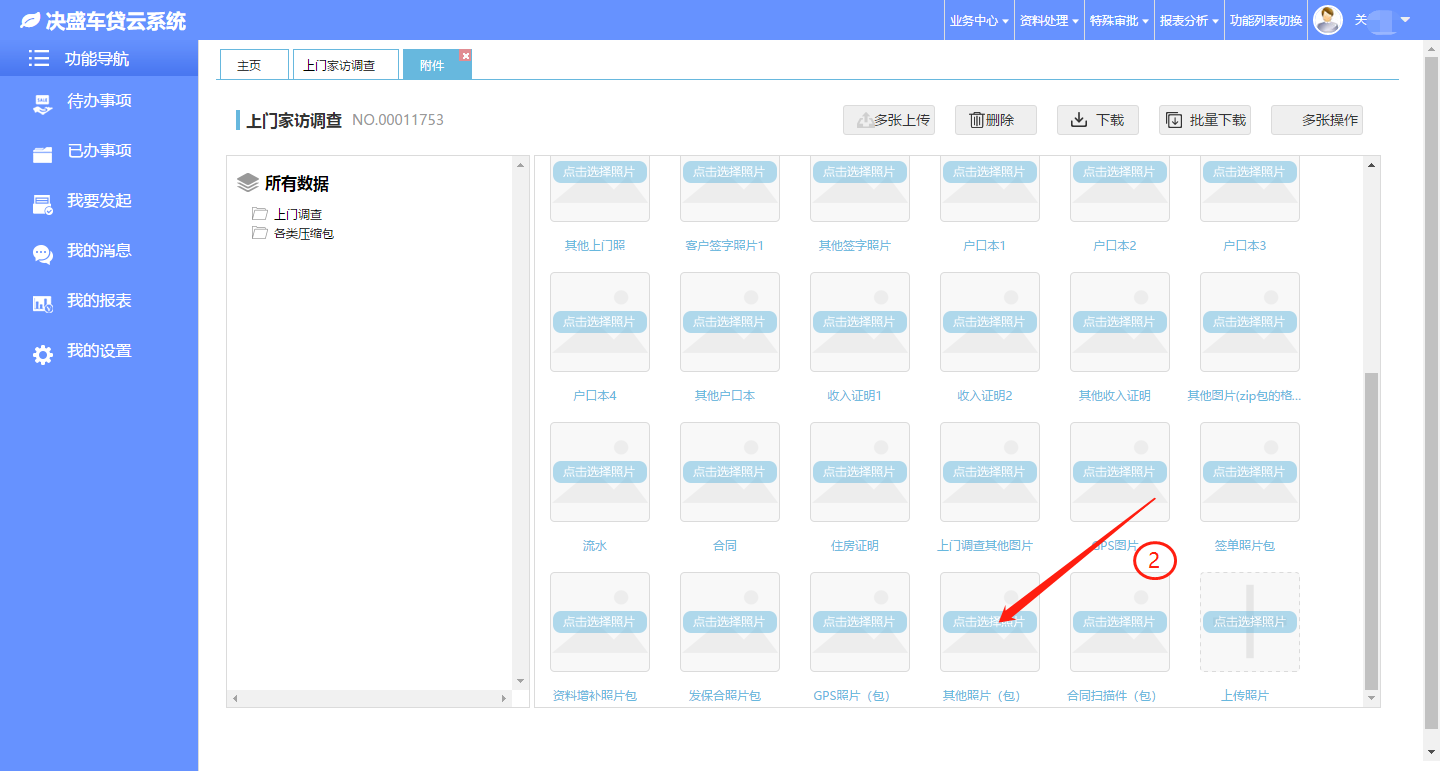 决盛车贷云系统
业务中心 资料处理 特殊审批 报表分析 功能列表切换 关
功能导航
待办事项
已办事项
我要发起
我的消息
我的报表
我的设置
主页 上门家访调查 附件
上门家访调查 NO.00011753
多张上传 删除 下载 批量下载 多张操作
所有数据
上门调查
各类压缩包
点击选择照片 点击选择照片 点击选择照片 点击选择照片 点击选择照片 点击选择照片
其他上门照 客户签字照片1 其他签字照片 户口本1 户口本2 户口本3
点击选择照片 点击选择照片 点击选择照片 点击选择照片 点击选择照片 点击选择照片
户口本4 其他户口本 收入证明1 收入证明2 其他收入证明 其他图片(zip包的格...
点击选择照片 点击选择照片 点击选择照片 点击选择照片 点击选择照片 点击选择照片
流水 合同 住房证明 上门调查其他图片 GPS图片 签单照片包
2
点击选择照片 点击选择照片 点击选择照片 点击选择照片 点击选择照片 点击选择照片
资料增补照片包 发保合照片包 GPS照片（包） 其他照片（包） 合同扫描件（包） 上传照片